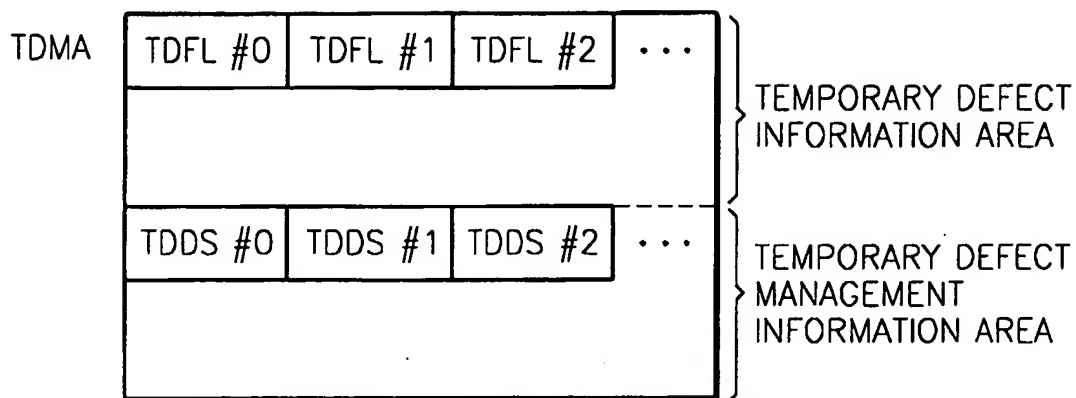 TDMA
TDFL #0 TDFL #1 TDFL #2 ...
TEMPORARY DEFECT
INFORMATION AREA
TDDS #0 TDDS #1 TDDS #2 ...
TEMPORARY DEFECT
MANAGEMENT
INFORMATION AREA